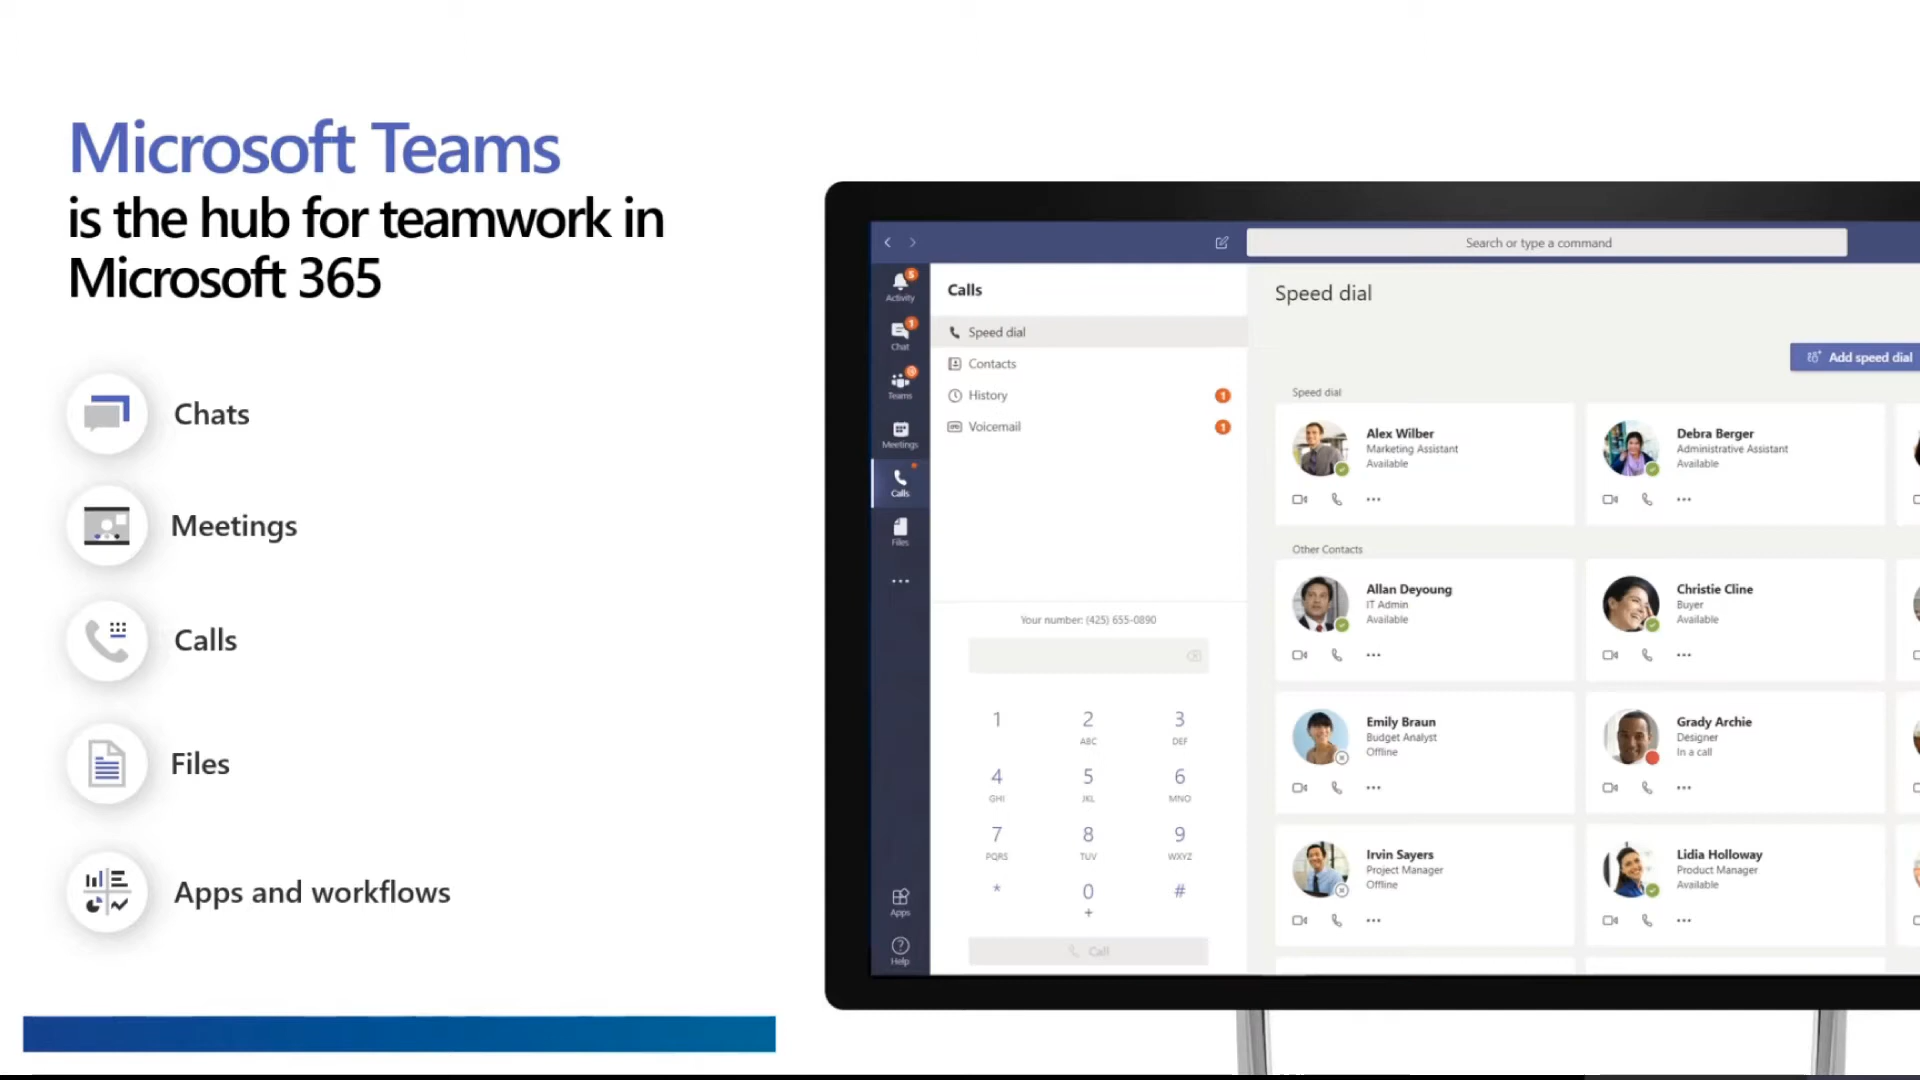 Microsoft Teams
is the hub for teamwork in
Microsoft 365
Chats
Meetings
Calls
Files
Apps and workflows
Search or type a command
5
Activity
1
Chat
Teams
Meetings
Calls
Files
Apps
Help
Calls
Speed dial
Contacts
History 1
Voicemail 1
Your number: (425) 655-0890
1 2 3
ABC DEF
4 5 6
GHI JKL MNO
7 8 9
PQRS TUV WXYZ
* 0 #
+
Call
Speed dial
Add speed dial
Speed dial
Alex Wilber
Marketing Assistant
Available
Debra Berger
Administrative Assistant
Available
Other Contacts
Allan Deyoung
IT Admin
Available
Christie Cline
Buyer
Available
Emily Braun
Budget Analyst
Offline
Grady Archie
Designer
In a call
Irvin Sayers
Project Manager
Offline
Lidia Holloway
Product Manager
Available